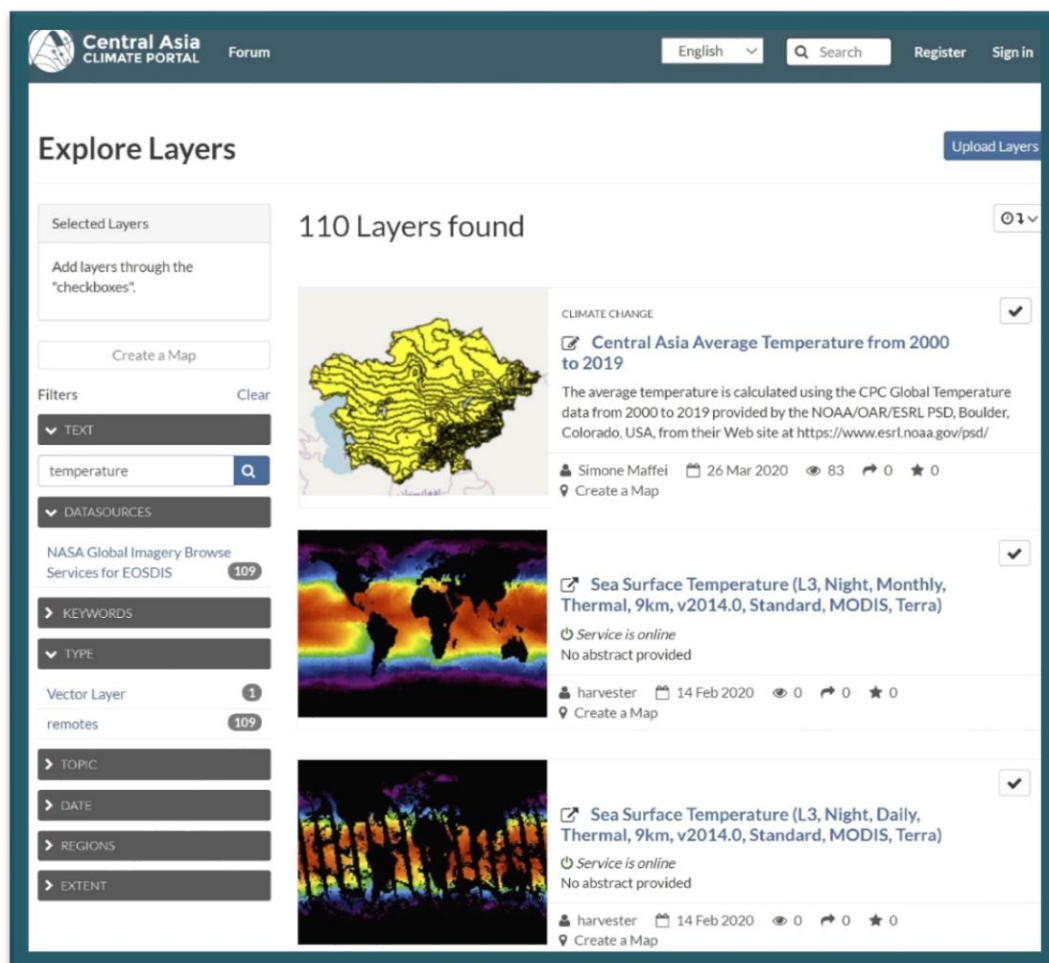 Central Asia
CLIMATE PORTAL
Forum
English
Search
Register
Sign in
Explore Layers
Upload Layers
Selected Layers
Add layers through the
"checkboxes".
Create a Map
Filters
Clear
TEXT
temperature
DATASOURCES
NASA Global Imagery Browse
Services for EOSDIS
109
KEYWORDS
TYPE
Vector Layer
1
remotes
109
TOPIC
DATE
REGIONS
EXTENT
110 Layers found
CLIMATE CHANGE
Central Asia Average Temperature from 2000
to 2019
The average temperature is calculated using the CPC Global Temperature
data from 2000 to 2019 provided by the NOAA/OAR/ESRL PSD, Boulder,
Colorado, USA, from their Web site at https://www.esrl.noaa.gov/psd/
Simone Maffei 26 Mar 2020 83 0 0
Create a Map
Sea Surface Temperature (L3, Night, Monthly,
Thermal, 9km, v2014.0, Standard, MODIS, Terra)
Service is online
No abstract provided
harvester 14 Feb 2020 0 0 0
Create a Map
Sea Surface Temperature (L3, Night, Daily,
Thermal, 9km, v2014.0, Standard, MODIS, Terra)
Service is online
No abstract provided
harvester 14 Feb 2020 0 0 0
Create a Map